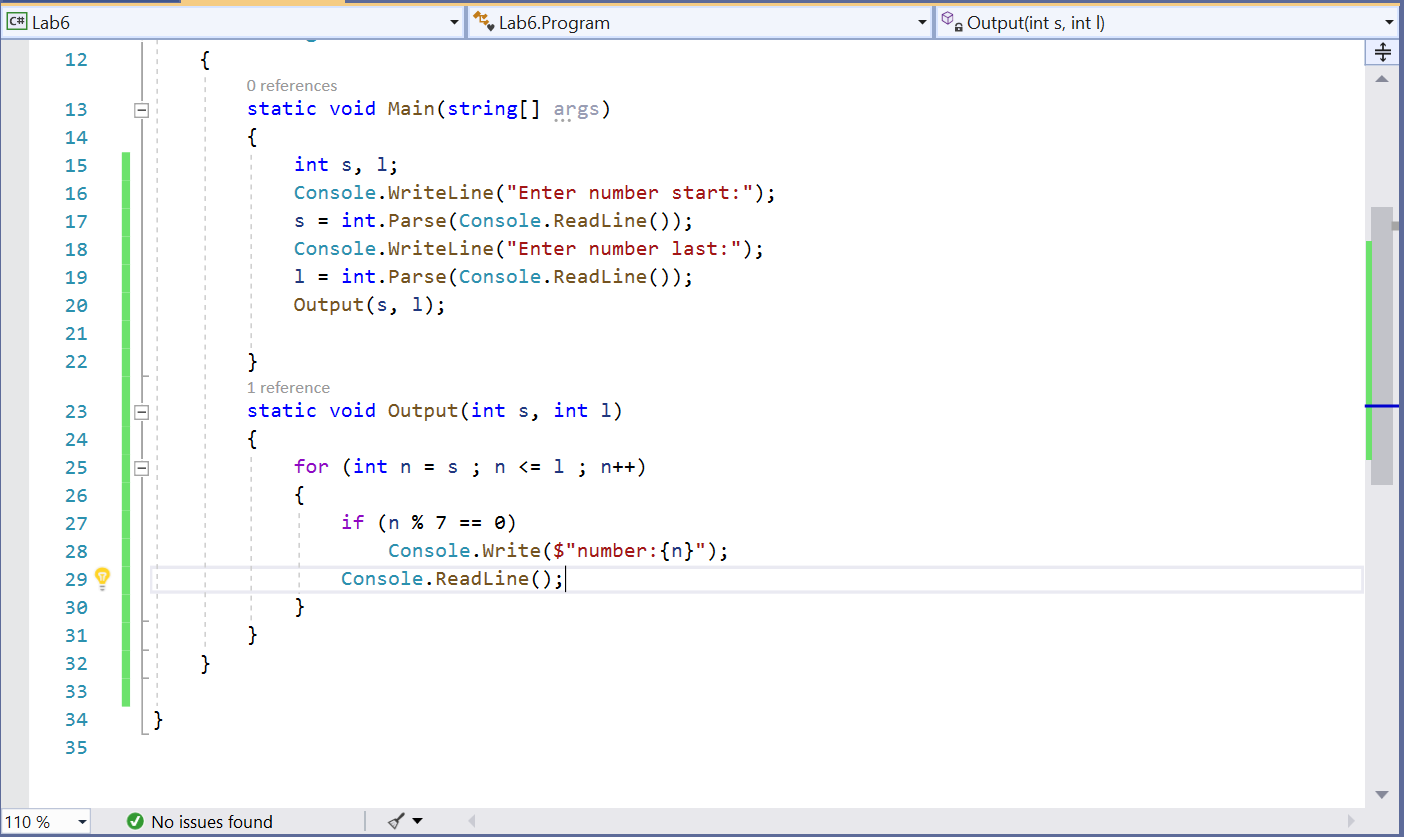 C# Lab6 Lab6.Program Output(int s, int l)
12 {
0 references
13 static void Main(string[] args)
14 {
15 int s, l;
16 Console.WriteLine("Enter number start:");
17 s = int.Parse(Console.ReadLine());
18 Console.WriteLine("Enter number last:");
19 l = int.Parse(Console.ReadLine());
20 Output(s, l);
21
22 }
1 reference
23 static void Output(int s, int l)
24 {
25 for (int n = s ; n <= l ; n++)
26 {
27 if (n % 7 == 0)
28 Console.Write($"number:{n}");
29 Console.ReadLine();
30 }
31 }
32 }
33
34 }
35
110 % No issues found